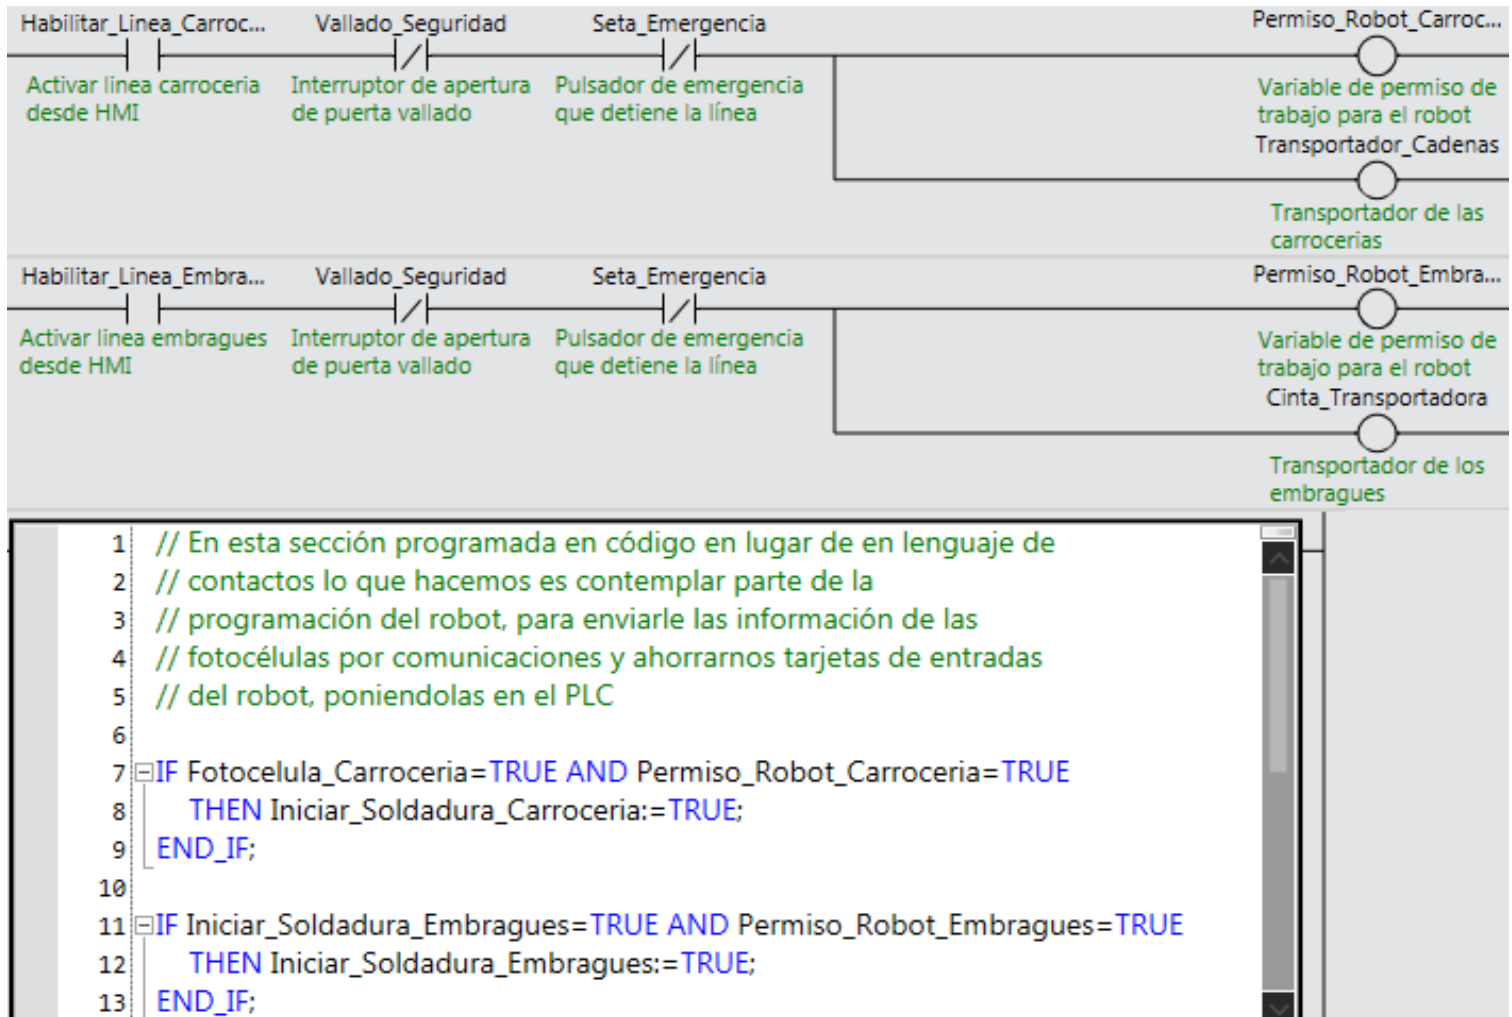 Habilitar_Linea_Carroc... Vallado_Seguridad Seta_Emergencia Permiso_Robot_Carroc...
Activar linea carroceria Interruptor de apertura Pulsador de emergencia Variable de permiso de
desde HMI de puerta vallado que detiene la línea trabajo para el robot
Transportador_Cadenas
Transportador de las
carrocerias
Habilitar_Linea_Embra... Vallado_Seguridad Seta_Emergencia Permiso_Robot_Embra...
Activar linea embragues Interruptor de apertura Pulsador de emergencia Variable de permiso de
desde HMI de puerta vallado que detiene la línea trabajo para el robot
Cinta_Transportadora
Transportador de los
embragues
1 // En esta sección programada en código en lugar de en lenguaje de
2 // contactos lo que hacemos es contemplar parte de la
3 // programación del robot, para enviarle las información de las
4 // fotocélulas por comunicaciones y ahorrarnos tarjetas de entradas
5 // del robot, poniendolas en el PLC
6
7 IF Fotocelula_Carroceria=TRUE AND Permiso_Robot_Carroceria=TRUE
8 THEN Iniciar_Soldadura_Carroceria:=TRUE;
9 END_IF;
10
11 IF Iniciar_Soldadura_Embragues=TRUE AND Permiso_Robot_Embragues=TRUE
12 THEN Iniciar_Soldadura_Embragues:=TRUE;
13 END_IF;